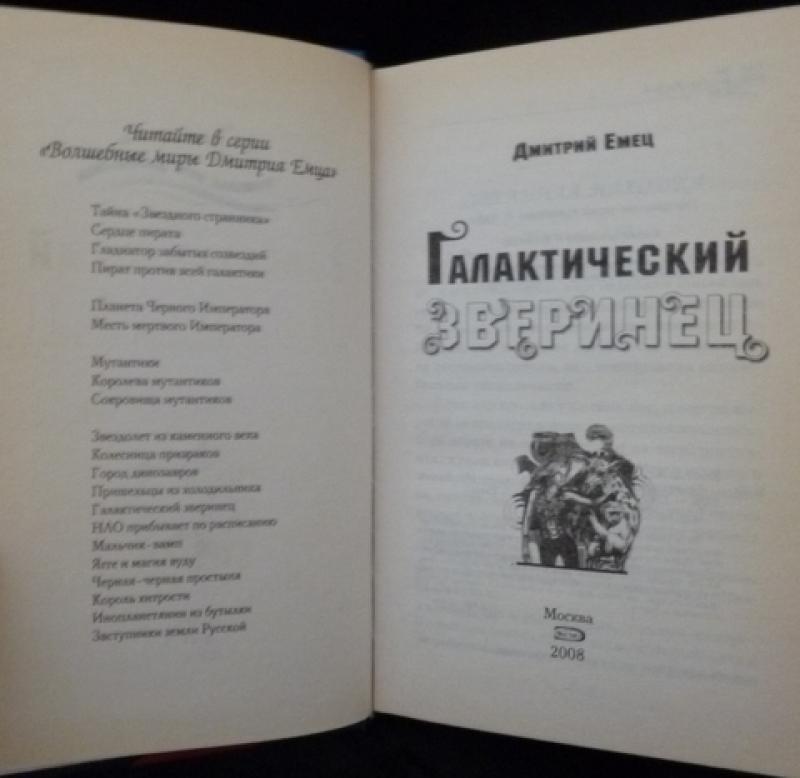 Читайте в серии
«Волшебные миры Дмитрия Емца»
Тайна «Звездного странника»
Сердце пирата
Гладиатор забытых созвездий
Пират против всей галактики
Планета Черного Императора
Месть мертвого Императора
Мутантики
Королева мутантиков
Сокровища мутантиков
Звездолет из каменного века
Колесница призраков
Город динозавров
Пришельцы из холодильника
Галактический зверинец
НЛО прибывает по расписанию
Мальчик-вамп
Ягге и магия вуду
Черная-черная простыня
Король хитрости
Инопланетянин из бутылки
Заступники земли Русской
Дмитрий Емец
Галактический
зверинец
Москва
2008